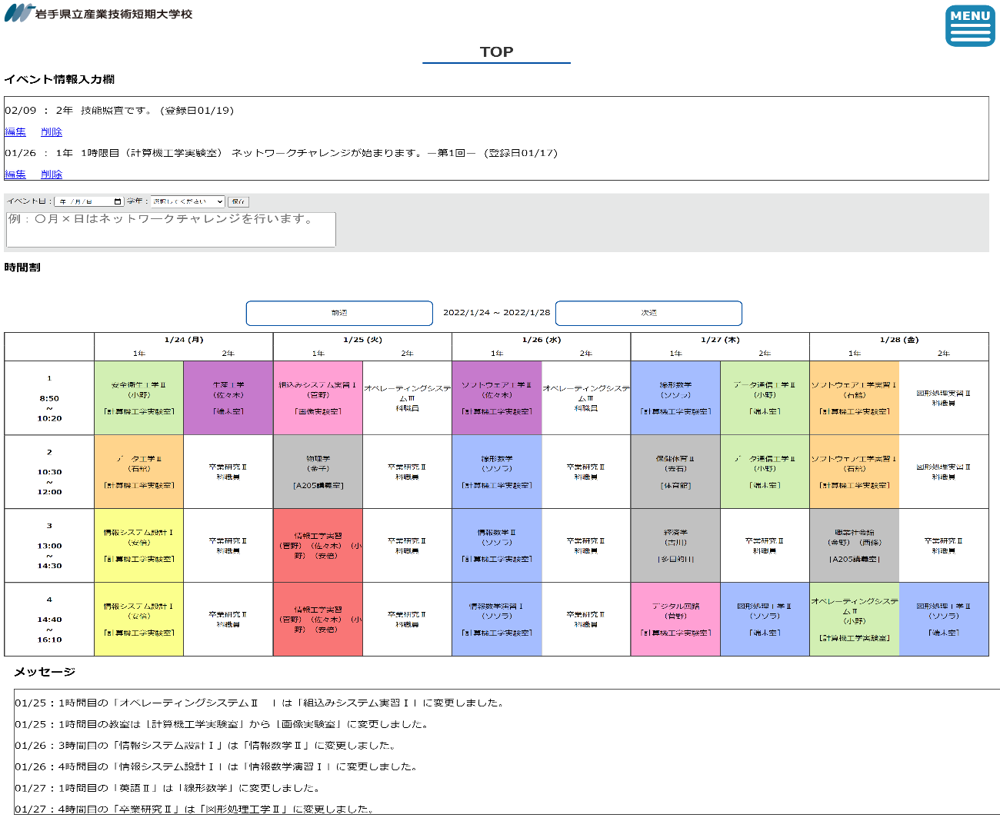 岩手県立産業技術短期大学校
MENU
TOP
イベント情報入力欄
02/09 ： 2年 技能照査です。 (登録日01/19)
編集 削除
01/26 ： 1年 1時限目（計算機工学実験室） ネットワークチャレンジが始まります。ー第1回ー (登録日01/17)
編集 削除
イベント日：年 /月/日 学年：選択してください 保存
例：〇月×日はネットワークチャレンジを行います。
時間割
前週 2022/1/24 ~ 2022/1/28 次週
1/24 (月) 1/25 (火) 1/26 (水) 1/27 (木) 1/28 (金)
1年 2年 1年 2年 1年 2年 1年 2年 1年 2年
1
8:50
~
10:20
安全衛生工学Ⅱ
（小野）
［計算機工学実験室］
生産工学
（佐々木）
［端末室］
組込みシステム実習Ⅰ
（菅野）
［画像実験室］
オペレーティングシステ
ムⅢ
科職員
ソフトウェア工学Ⅱ
（佐々木）
［計算機工学実験室］
オペレーティングシステ
ムⅢ
科職員
線形数学
（ソソラ）
［計算機工学実験室］
データ通信工学Ⅱ
（小野）
［端末室］
ソフトウェア工学実習Ⅰ
（石舘）
［計算機工学実験室］
図形処理実習Ⅱ
科職員
2
10:30
~
12:00
データ工学Ⅱ
（石舘）
［計算機工学実験室］
卒業研究Ⅱ
科職員
物理学
（金子）
[A205講義室]
卒業研究Ⅱ
科職員
線形数学
（ソソラ）
［計算機工学実験室］
卒業研究Ⅱ
科職員
保健体育Ⅱ
（去石）
[体育館]
データ通信工学Ⅱ
（小野）
［端末室］
ソフトウェア工学実習Ⅰ
（石舘）
［計算機工学実験室］
図形処理実習Ⅱ
科職員
3
13:00
~
14:30
情報システム設計Ⅰ
（安倍）
［計算機工学実験室］
卒業研究Ⅱ
科職員
情報工学実習
（菅野）（佐々木）（小
野）（安倍）
卒業研究Ⅱ
科職員
情報数学Ⅱ
（ソソラ）
［計算機工学実験室］
卒業研究Ⅱ
科職員
経済学
（古川）
[多目的H]
卒業研究Ⅱ
科職員
職業社会論
（金野）（西條）
[A205講義室]
卒業研究Ⅱ
科職員
4
14:40
~
16:10
情報システム設計Ⅰ
（安倍）
［計算機工学実験室］
卒業研究Ⅱ
科職員
情報工学実習
（菅野）（佐々木）（小
野）（安倍）
卒業研究Ⅱ
科職員
情報数学演習Ⅰ
（ソソラ）
［計算機工学実験室］
卒業研究Ⅱ
科職員
デジタル回路
（菅野）
［計算機工学実験室］
図形処理工学Ⅱ
（ソソラ）
［端末室］
オペレーティングシステ
ムⅡ
（小野）
［計算機工学実験室］
図形処理工学Ⅱ
（ソソラ）
［端末室］
メッセージ
01/25：1時間目の「オペレーティングシステムⅡ 」は「組込みシステム実習Ⅰ」に変更しました。
01/25：1時間目の教室は［計算機工学実験室］から［画像実験室］に変更しました。
01/26：3時間目の「情報システム設計Ⅰ」は「情報数学Ⅱ」に変更しました。
01/26：4時間目の「情報システム設計Ⅰ」は「情報数学演習Ⅰ」に変更しました。
01/27：1時間目の「英語Ⅱ」は「線形数学」に変更しました。
01/27：4時間目の「卒業研究Ⅱ」は「図形処理工学Ⅱ」に変更しました。